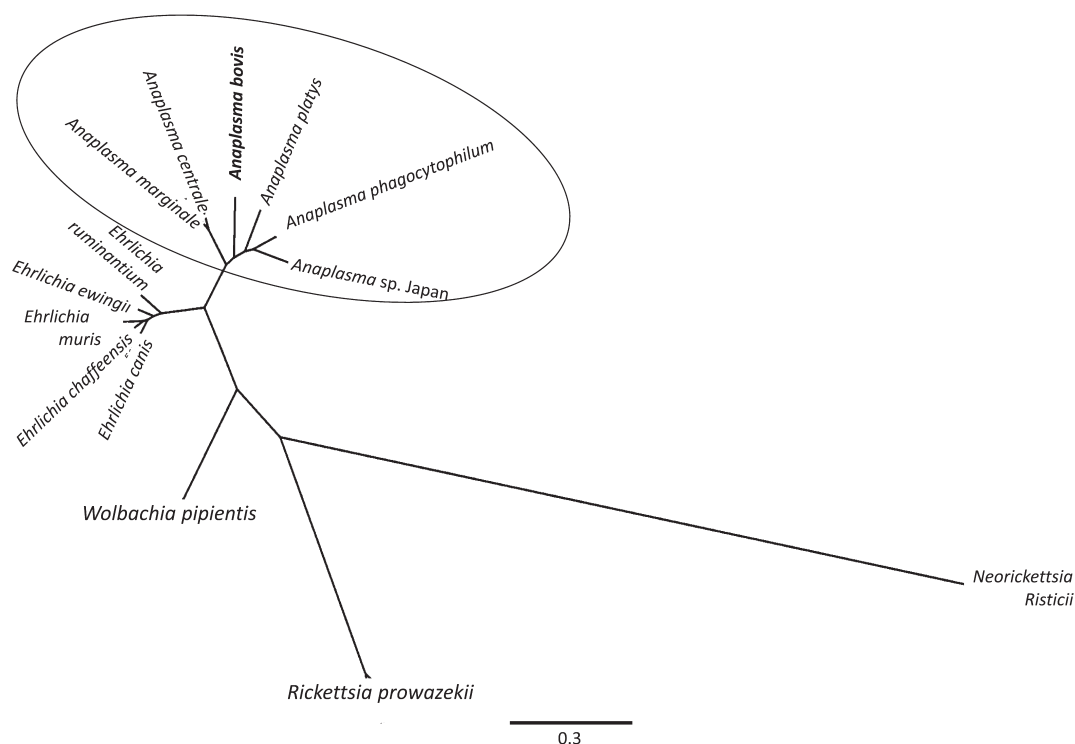 Anaplasma bovis
Anaplasma centrale
Anaplasma platys
Anaplasma marginale
Anaplasma phagocytophilum
Ehrlichia
ruminantium
Anaplasma sp. Japan
Ehrlichia ewingii
Ehrlichia
muris
Ehrlichia chaffeensis
Ehrlichia canis
Wolbachia pipientis
Neorickettsia
Risticii
Rickettsia prowazekii
0.3